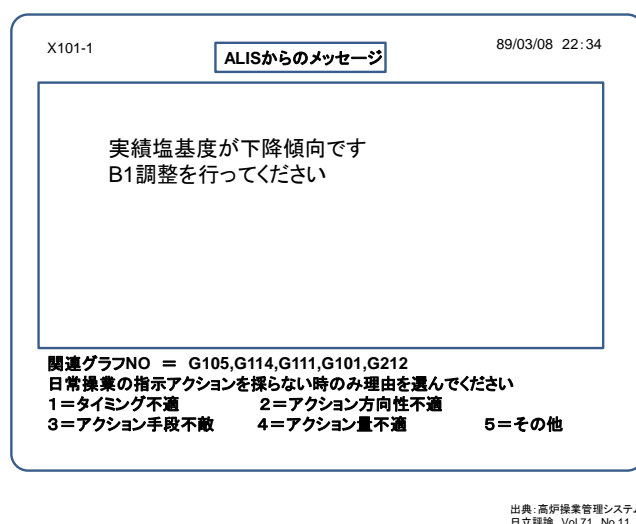 X101-1
ALISからのメッセージ
89/03/08 22:34
実績塩基度が下降傾向です
B1調整を行ってください
関連グラフNO ＝ G105,G114,G111,G101,G212
日常操業の指示アクションを採らない時のみ理由を選んでください
1＝タイミング不適 2＝アクション方向性不適
3＝アクション手段不敵 4＝アクション量不適 5＝その他
出典：高炉操業管理システム
日立評論 Vol.71 No.11